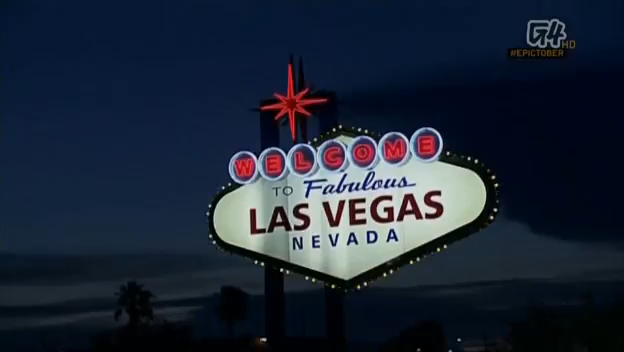 G4HD
#EPICTOBER
WELCOME
TO Fabulous
LAS VEGAS
NEVADA